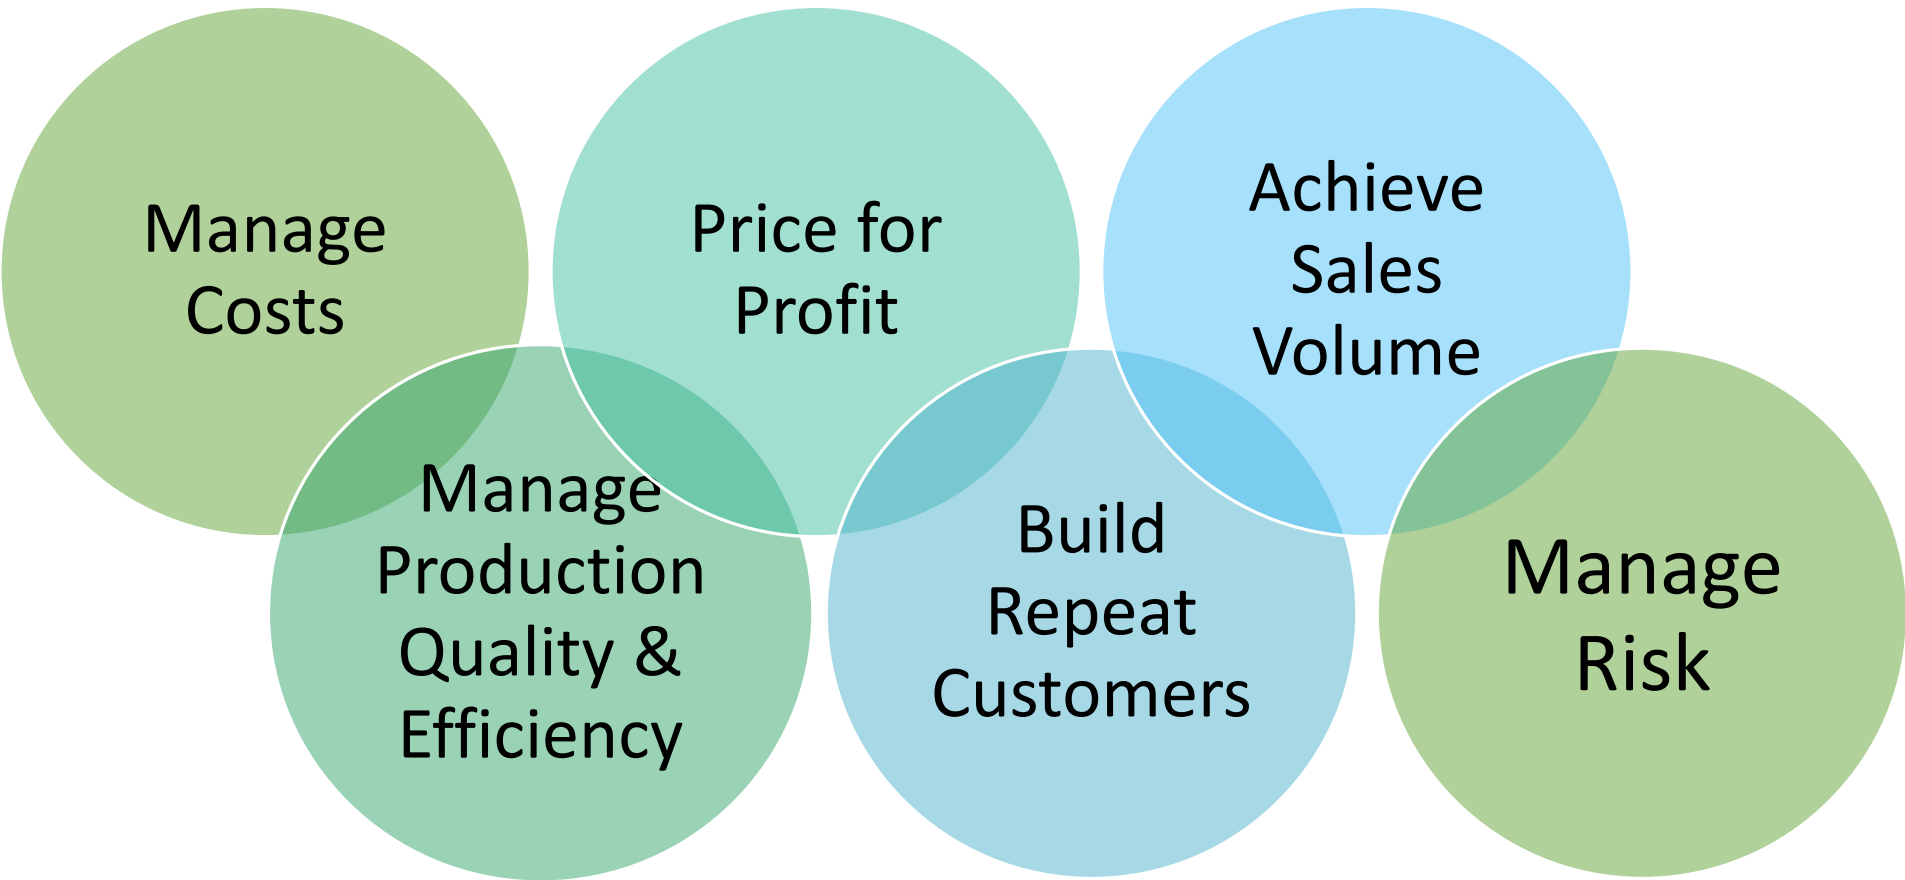 Manage
Costs
Manage
Production
Quality &
Efficiency
Price for
Profit
Build
Repeat
Customers
Achieve
Sales
Volume
Manage
Risk